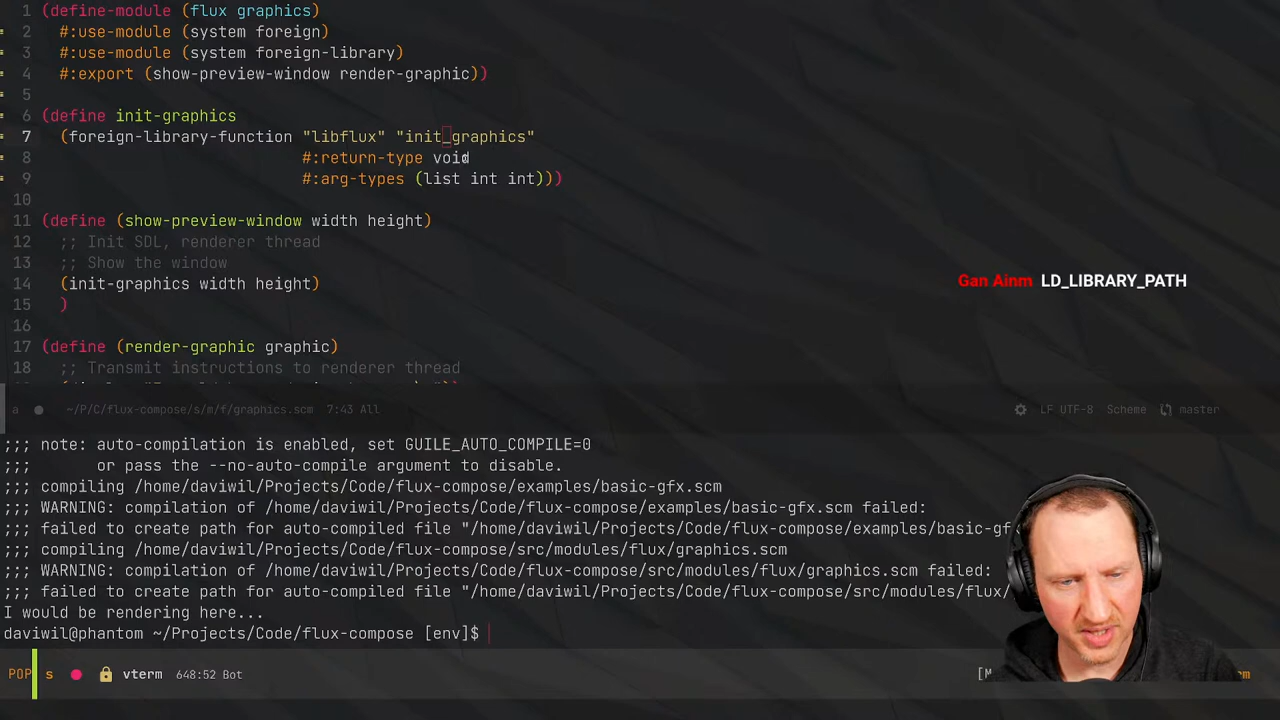 1 (define-module (flux graphics)
2 #:use-module (system foreign)
3 #:use-module (system foreign-library)
4 #:export (show-preview-window render-graphic))
5
6 (define init-graphics
7 (foreign-library-function "libflux" "init_graphics"
8 #:return-type void
9 #:arg-types (list int int)))
10
11 (define (show-preview-window width height)
12 ;; Init SDL, renderer thread
13 ;; Show the window
Gan Ainm LD_LIBRARY_PATH
14 (init-graphics width height)
15 )
16
17 (define (render-graphic graphic)
18 ;; Transmit instructions to renderer thread
a ~/P/C/flux-compose/s/m/f/graphics.scm 7:43 All LF UTF-8 Scheme master
;;; note: auto-compilation is enabled, set GUILE_AUTO_COMPILE=0
;;; or pass the --no-auto-compile argument to disable.
;;; compiling /home/daviwil/Projects/Code/flux-compose/examples/basic-gfx.scm
;;; WARNING: compilation of /home/daviwil/Projects/Code/flux-compose/examples/basic-gfx.scm failed:
;;; failed to create path for auto-compiled file "/home/daviwil/Projects/Code/flux-compose/examples/basic-gf
;;; compiling /home/daviwil/Projects/Code/flux-compose/src/modules/flux/graphics.scm
;;; WARNING: compilation of /home/daviwil/Projects/Code/flux-compose/src/modules/flux/graphics.scm failed:
;;; failed to create path for auto-compiled file "/home/daviwil/Projects/Code/flux-compose/src/modules/flux/
I would be rendering here...
daviwil@phantom ~/Projects/Code/flux-compose [env]$
POP s vterm 648:52 Bot